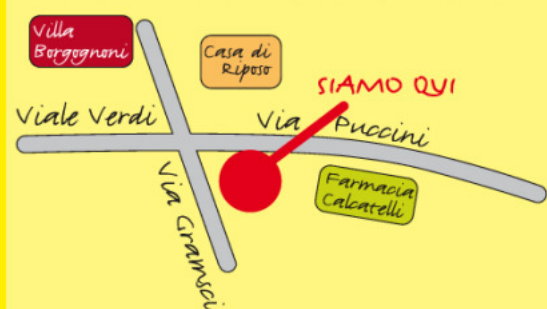 Villa
Borgognoni
Casa di
Riposo
SIAMO QUI
Viale Verdi
Via Puccini
Farmacia
Calcatelli
Via Gramsci